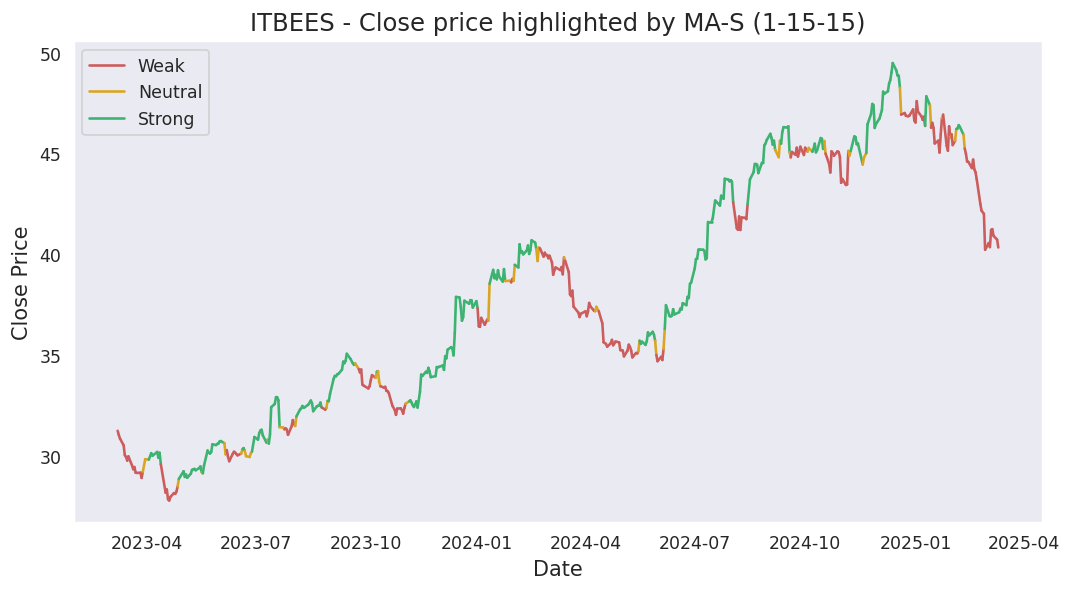 ITBEES - Close price highlighted by MA-S (1-15-15)
Weak
Neutral
Strong
Close Price
50
45
40
35
30
2023-04 2023-07 2023-10 2024-01 2024-04 2024-07 2024-10 2025-01 2025-04
Date